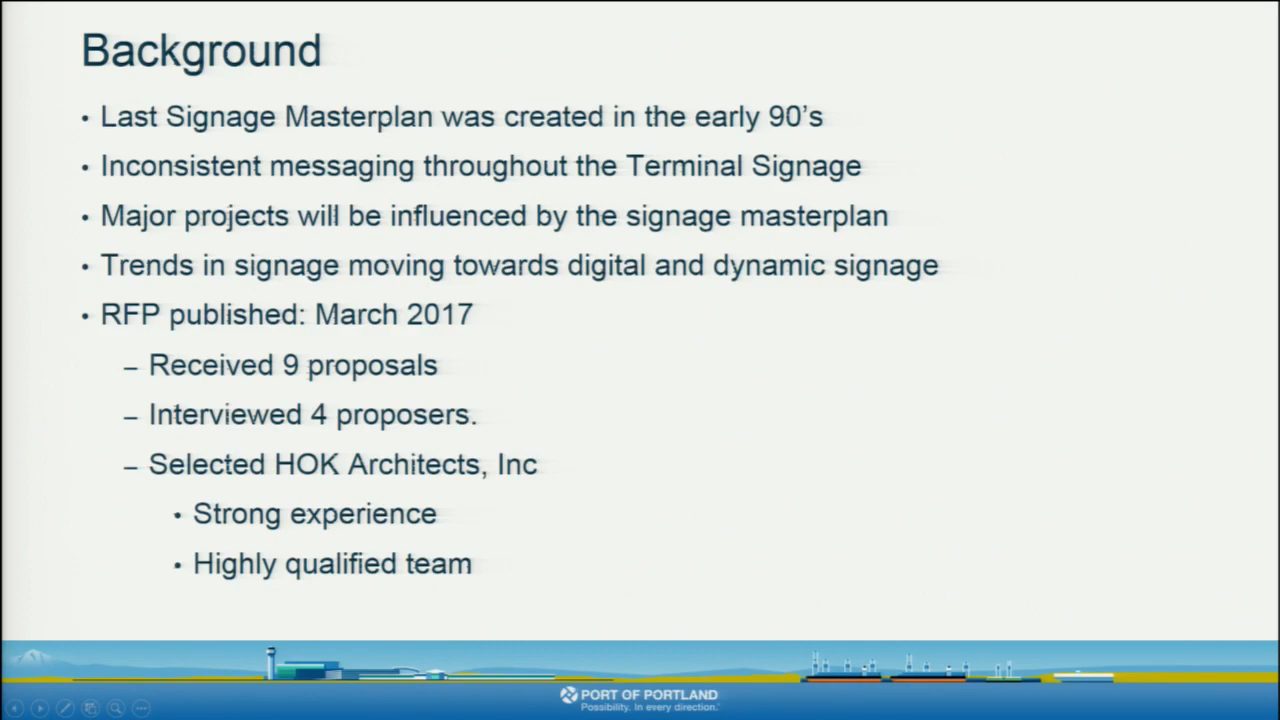 Background
• Last Signage Masterplan was created in the early 90's
• Inconsistent messaging throughout the Terminal Signage
• Major projects will be influenced by the signage masterplan
• Trends in signage moving towards digital and dynamic signage
• RFP published: March 2017
– Received 9 proposals
– Interviewed 4 proposers.
– Selected HOK Architects, Inc
• Strong experience
• Highly qualified team
PORT OF PORTLAND
Possibility. In every direction.